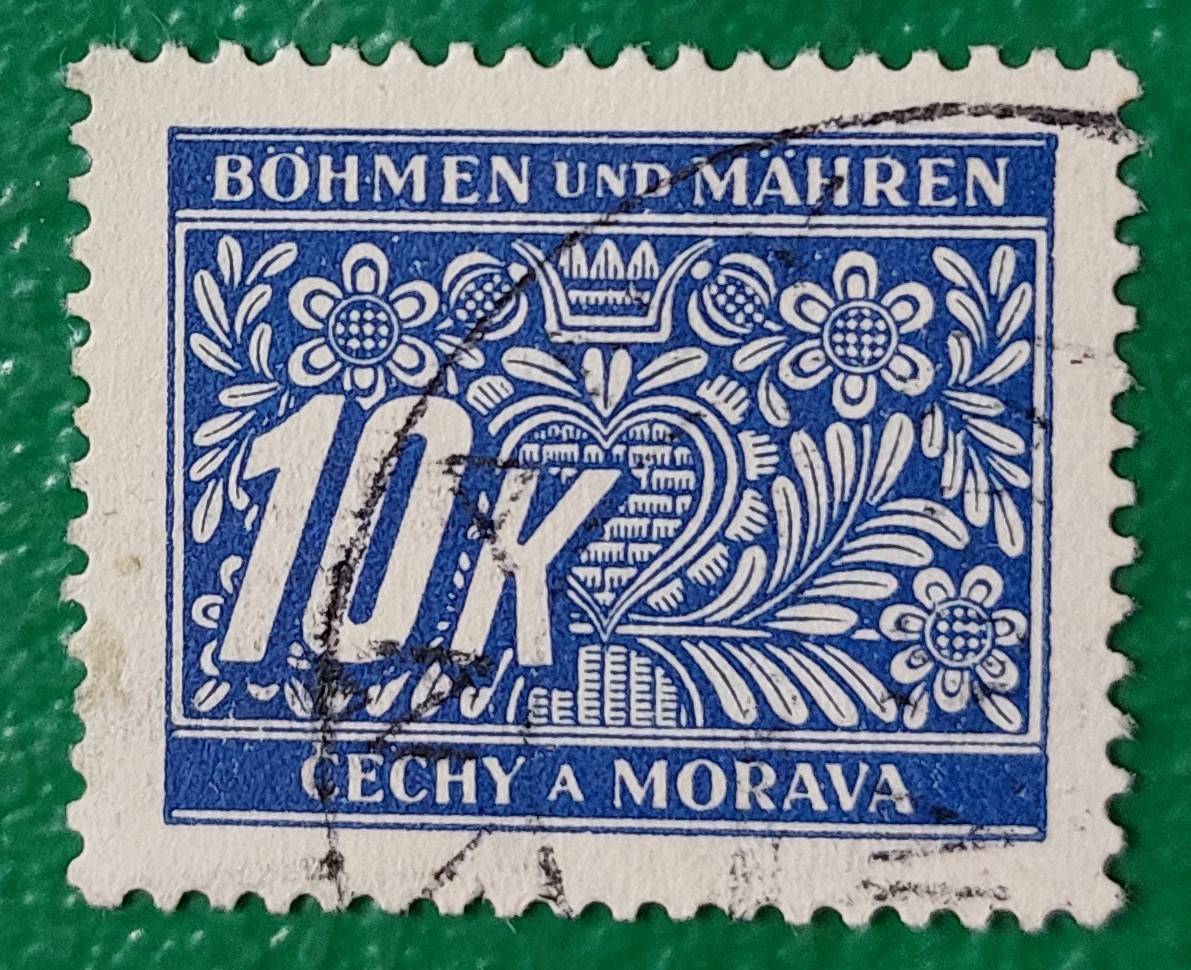 BÖHMEN UND MÄHREN
10K
ČECHY A MORAVA